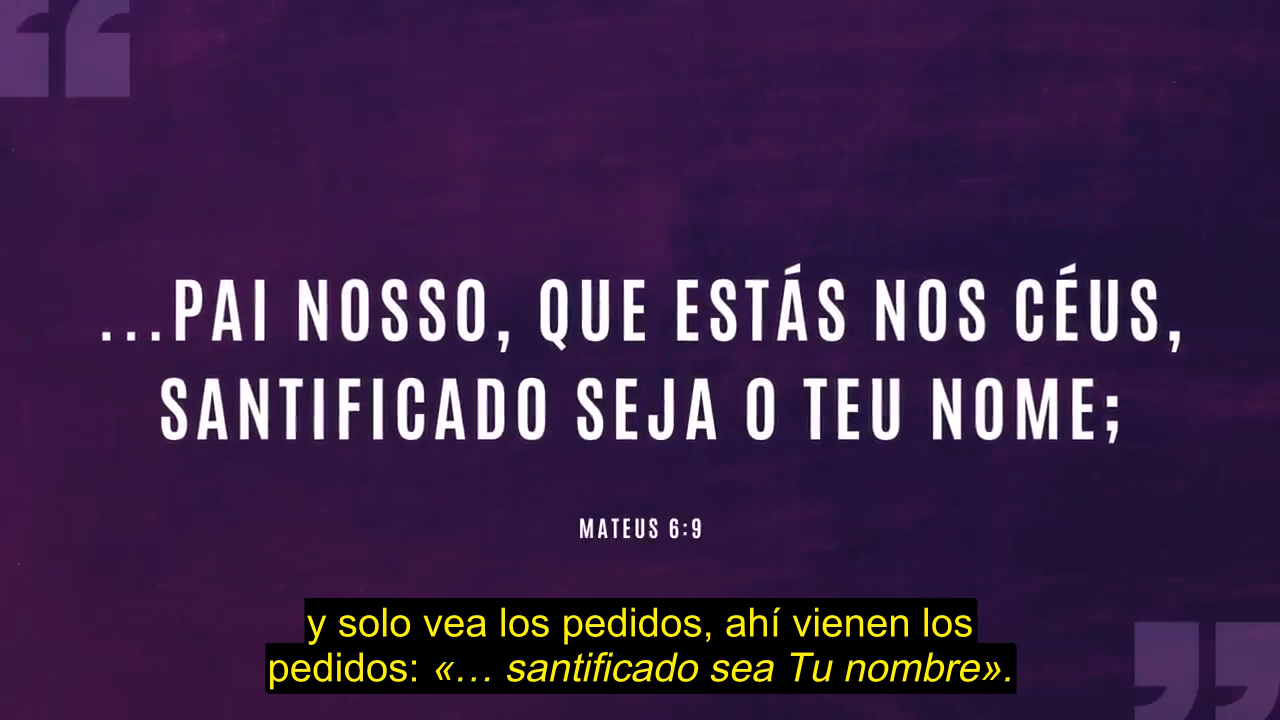 ...PAI NOSSO, QUE ESTÁS NOS CÉUS,
SANTIFICADO SEJA O TEU NOME;
MATEUS 6:9
y solo vea los pedidos, ahí vienen los
pedidos: «… santificado sea Tu nombre».